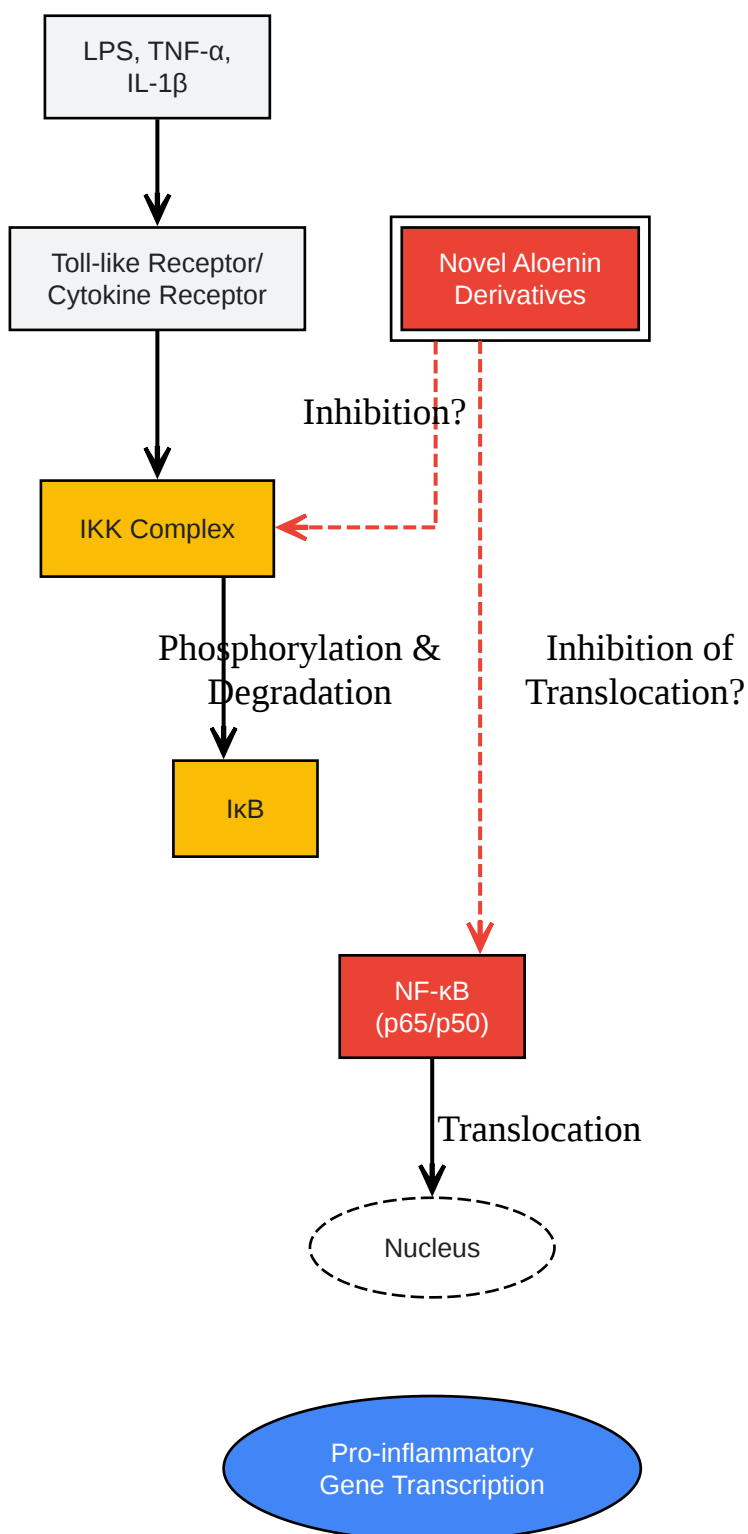 LPS, TNF-α,
IL-1β
Toll-like Receptor/
Cytokine Receptor
Novel Aloenin
Derivatives
Inhibition?
IKK Complex
Phosphorylation &
Degradation
Inhibition of
Translocation?
IκB
NF-κB
(p65/p50)
Translocation
Nucleus
Pro-inflammatory
Gene Transcription